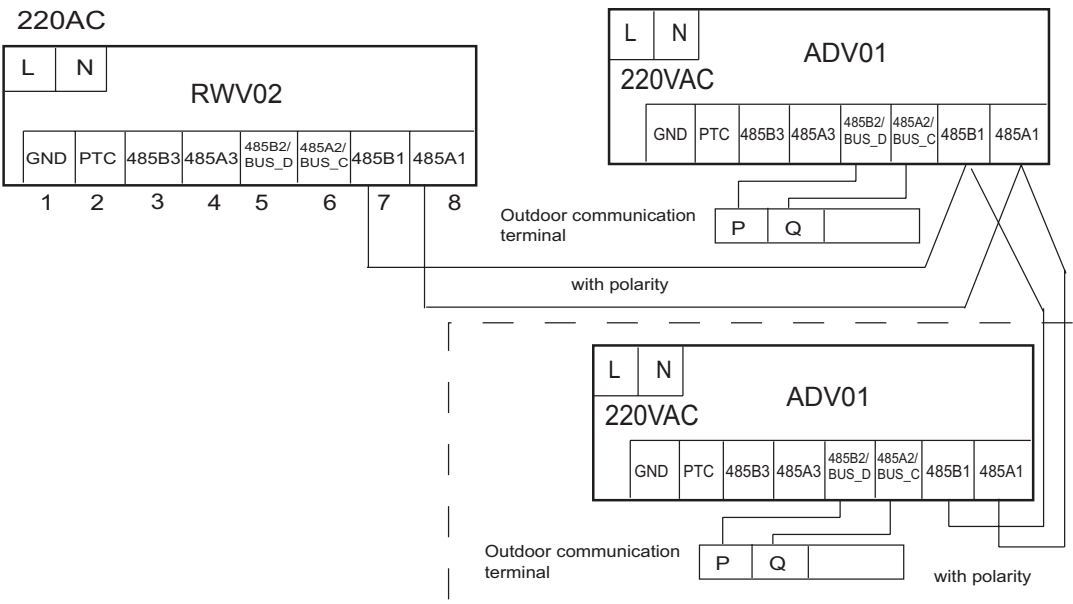 220AC
L N
RWV02
GND PTC 485B3 485A3 485B2/ BUS_D 485A2/ BUS_C 485B1 485A1
1 2 3 4 5 6 7 8
L N
ADV01
220VAC
GND PTC 485B3 485A3 485B2/ BUS_D 485A2/ BUS_C 485B1 485A1
Outdoor communication
terminal
P Q
with polarity
L N
ADV01
220VAC
GND PTC 485B3 485A3 485B2/ BUS_D 485A2/ BUS_C 485B1 485A1
Outdoor communication
terminal
P Q
with polarity